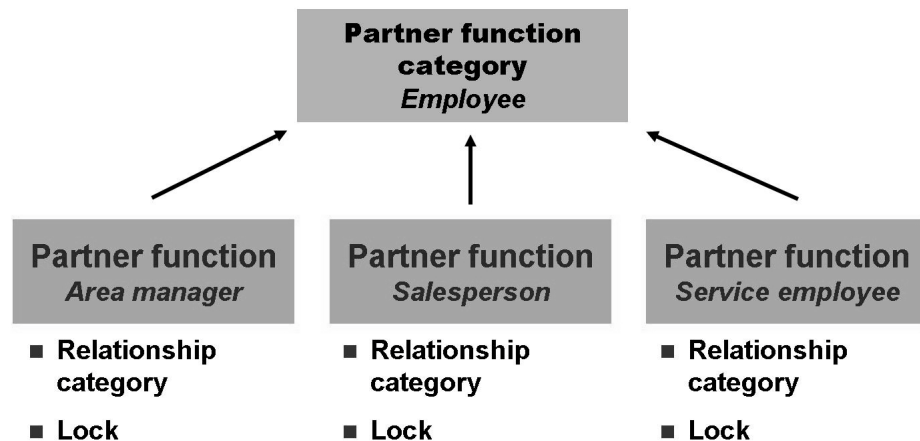 Partner function
category
Employee
Partner function
Area manager
Partner function
Salesperson
Partner function
Service employee
■ Relationship
category
■ Lock
■ Relationship
category
■ Lock
■ Relationship
category
■ Lock